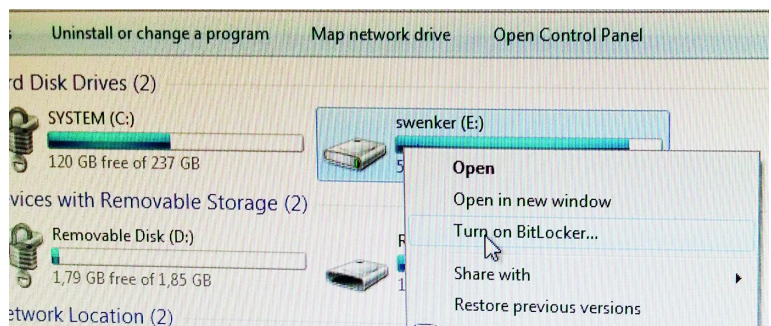 Uninstall or change a program Map network drive Open Control Panel
rd Disk Drives (2)
SYSTEM (C:)
120 GB free of 237 GB
swenker (E:)
5
Open
Open in new window
Turn on BitLocker...
Share with
Restore previous versions
vices with Removable Storage (2)
Removable Disk (D:)
1,79 GB free of 1,85 GB
R
1
etwork Location (2)